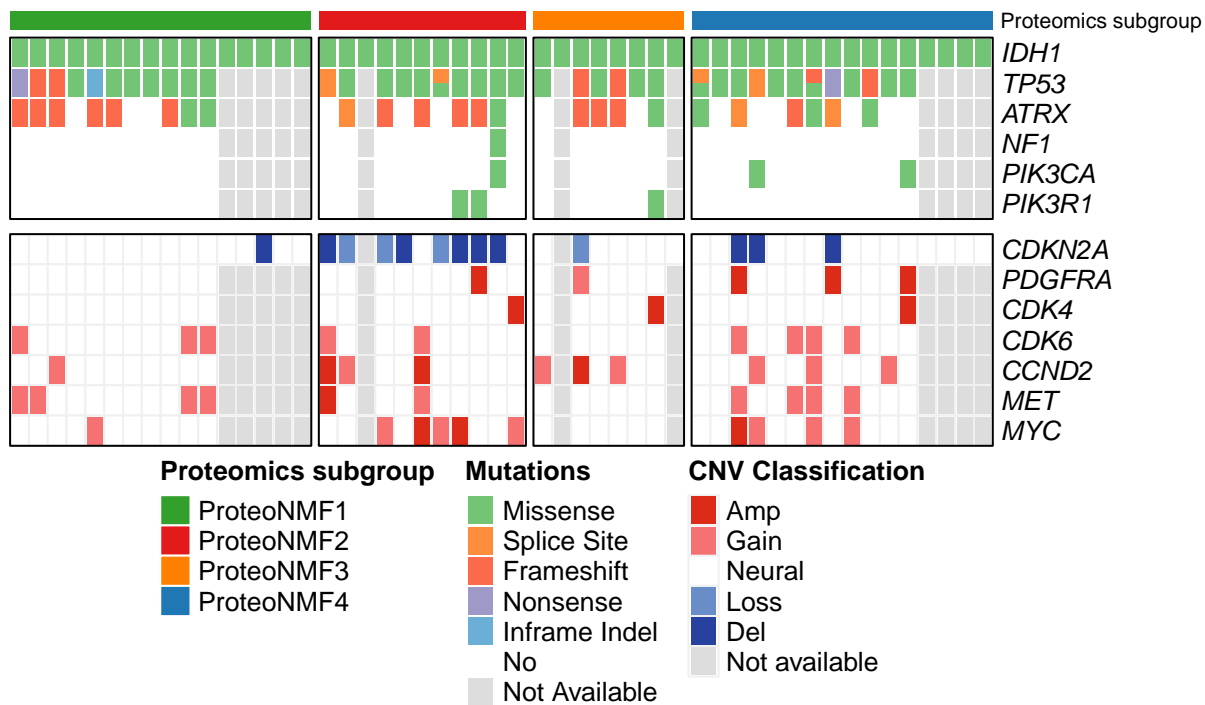 Proteomics subgroup
IDH1
TP53
ATRX
NF1
PIK3CA
PIK3R1
CDKN2A
PDGFRA
CDK4
CDK6
CCND2
MET
MYC
Proteomics subgroup
ProteoNMF1
ProteoNMF2
ProteoNMF3
ProteoNMF4
Mutations
Missense
Splice Site
Frameshift
Nonsense
Inframe Indel
No
Not Available
CNV Classification
Amp
Gain
Neural
Loss
Del
Not available